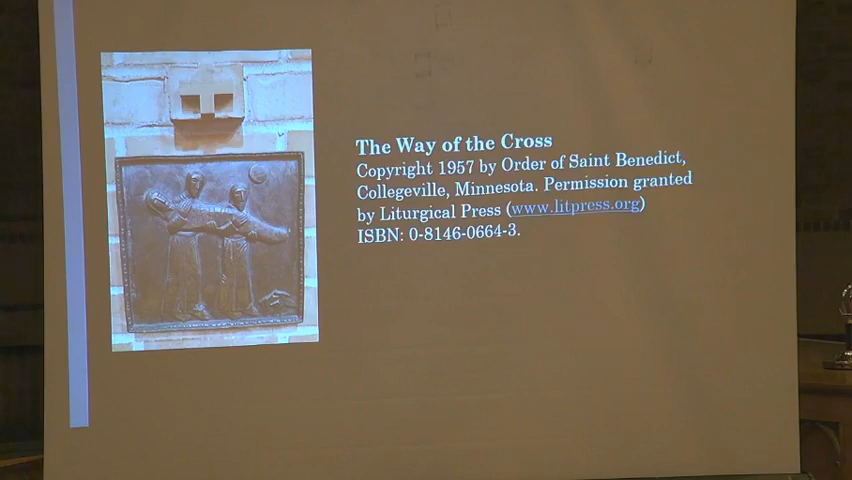 The Way of the Cross
Copyright 1957 by Order of Saint Benedict,
Collegeville, Minnesota. Permission granted
by Liturgical Press (www.litpress.org)
ISBN: 0-8146-0664-3.